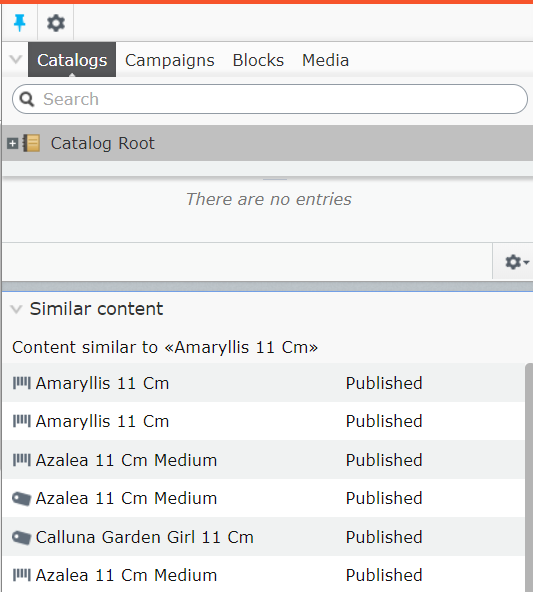 Catalogs Campaigns Blocks Media
Search
Catalog Root
There are no entries
Similar content
Content similar to «Amaryllis 11 Cm»
Amaryllis 11 Cm Published
Amaryllis 11 Cm Published
Azalea 11 Cm Medium Published
Azalea 11 Cm Medium Published
Calluna Garden Girl 11 Cm Published
Azalea 11 Cm Medium Published